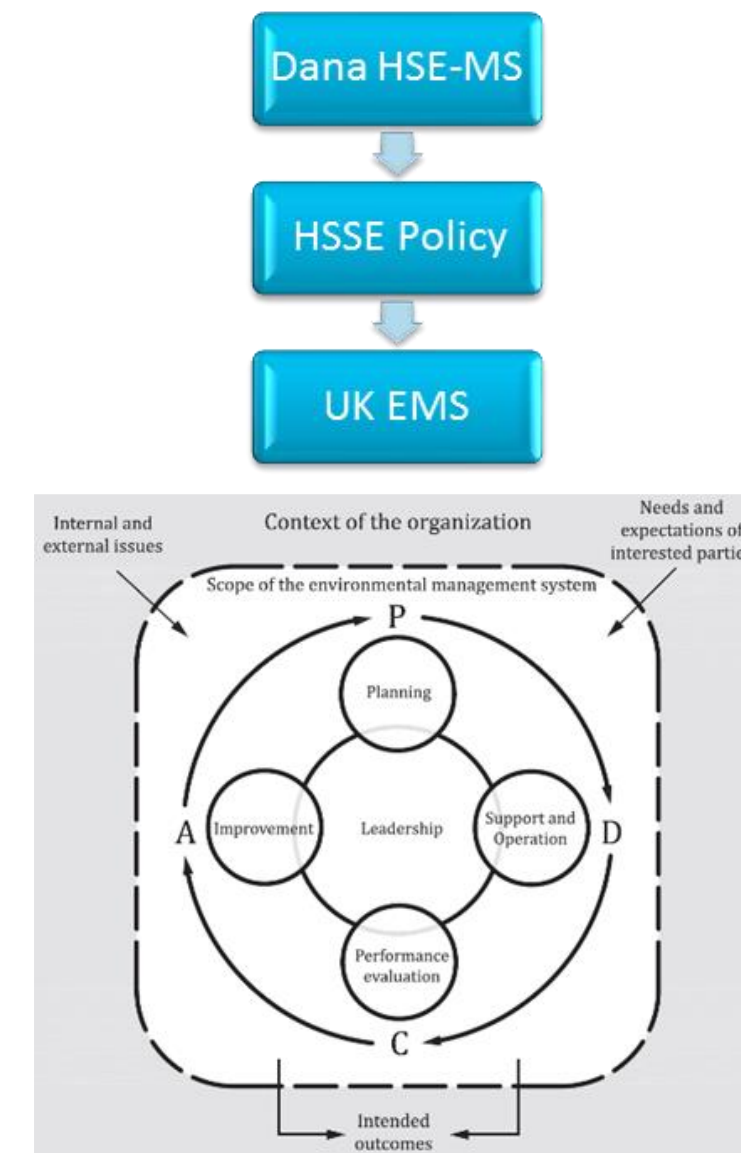 Dana HSE-MS
HSSE Policy
UK EMS
Internal and
external issues
Context of the organization
Needs and
expectations of
interested partie
Scope of the environmental management system
P
Planning
A
Improvement
Leadership
Support and
Operation
D
Performance
evaluation
C
Intended
outcomes